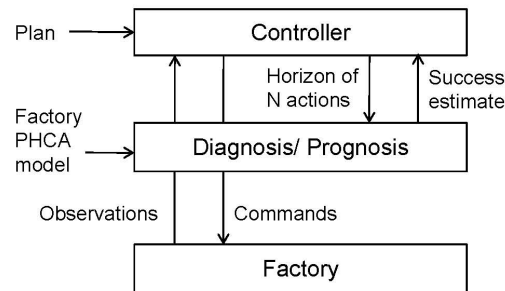 Plan
Controller
Horizon of
N actions
Success
estimate
Factory
PHCA
model
Diagnosis/ Prognosis
Observations
Commands
Factory